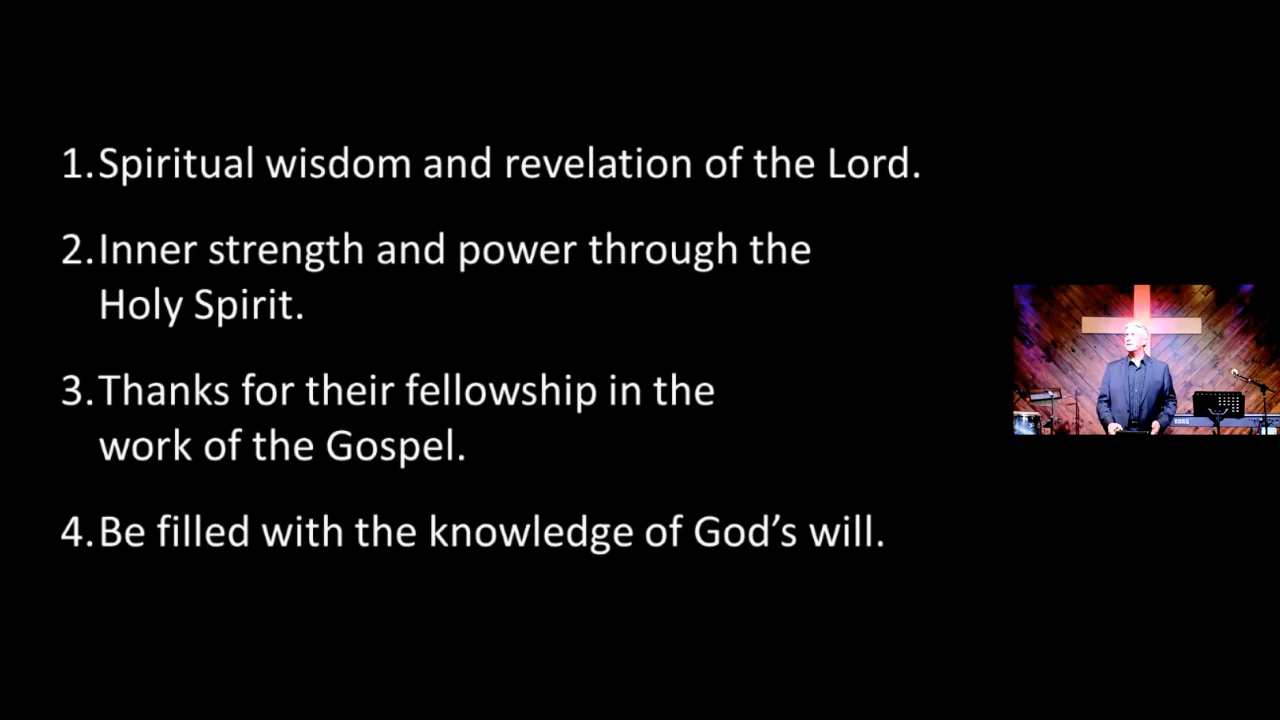 1. Spiritual wisdom and revelation of the Lord.
2. Inner strength and power through the
Holy Spirit.
3. Thanks for their fellowship in the
work of the Gospel.
4. Be filled with the knowledge of God’s will.
KORG